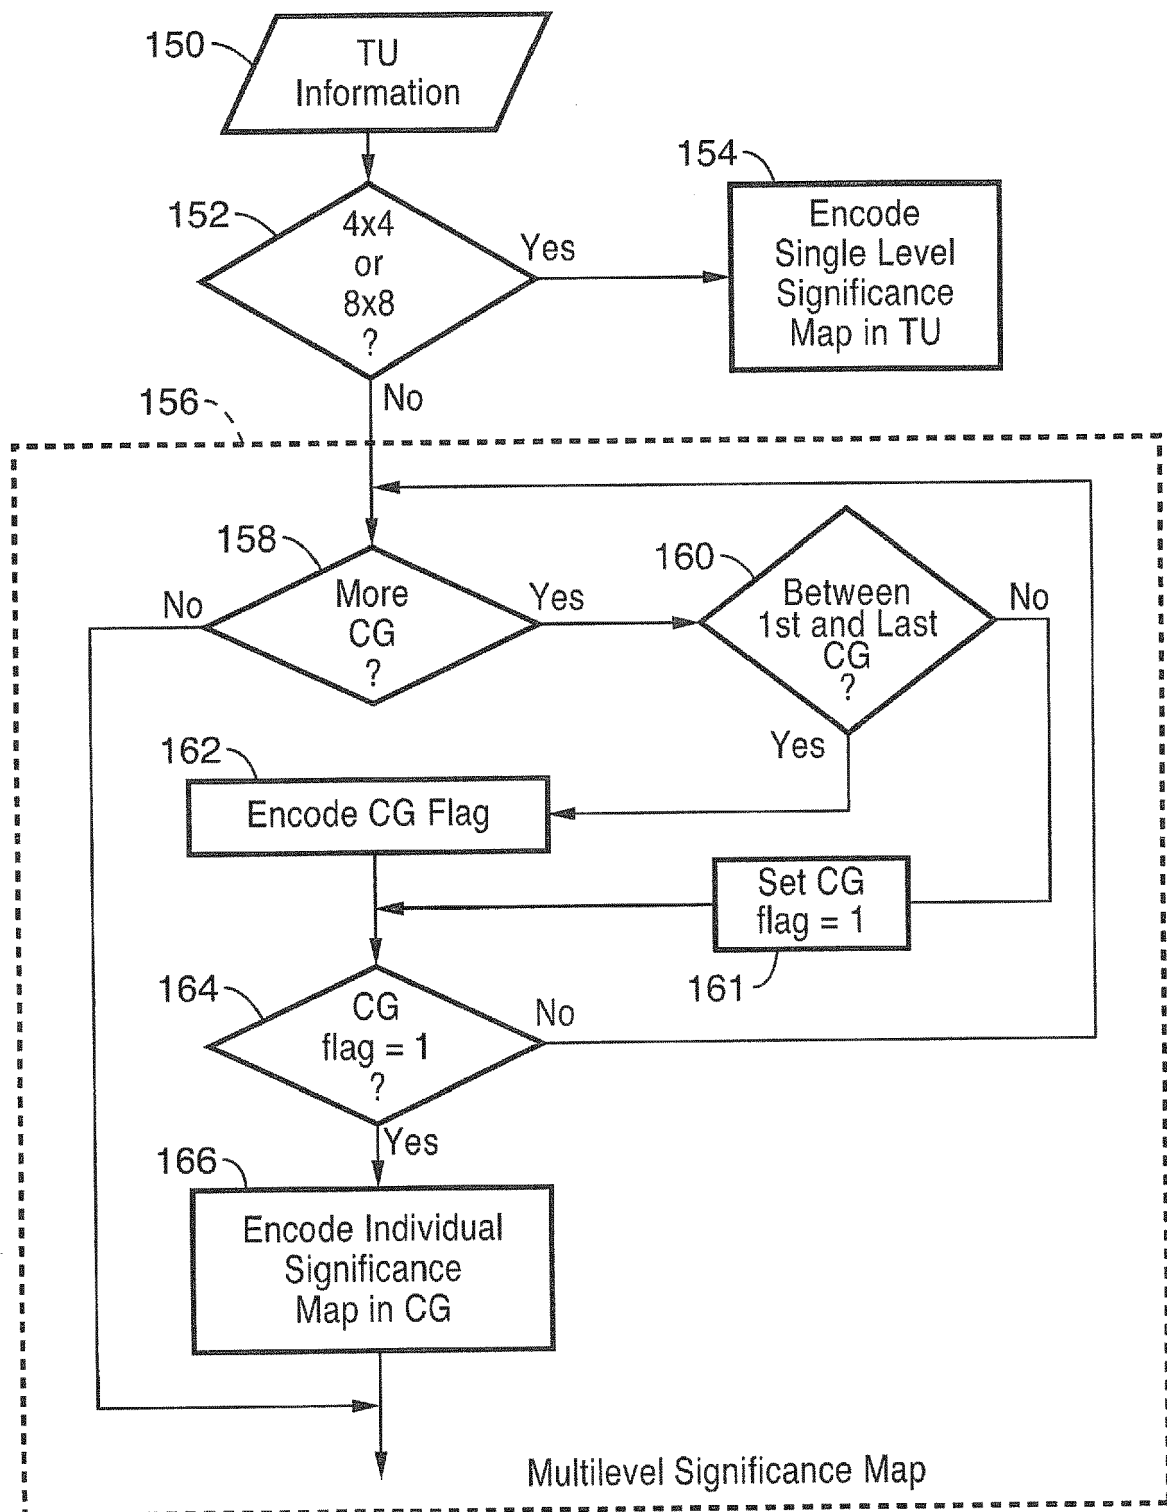 150
TU
Information
154
152
4x4
or
8x8
?
Yes
Encode
Single Level
Significance
Map in TU
No
156
158
More
CG
?
No
Yes
160
Between
1st and Last
CG
?
No
Yes
162
Encode CG Flag
Set CG
flag = 1
161
164
CG
flag = 1
?
No
Yes
166
Encode Individual
Significance
Map in CG
Multilevel Significance Map